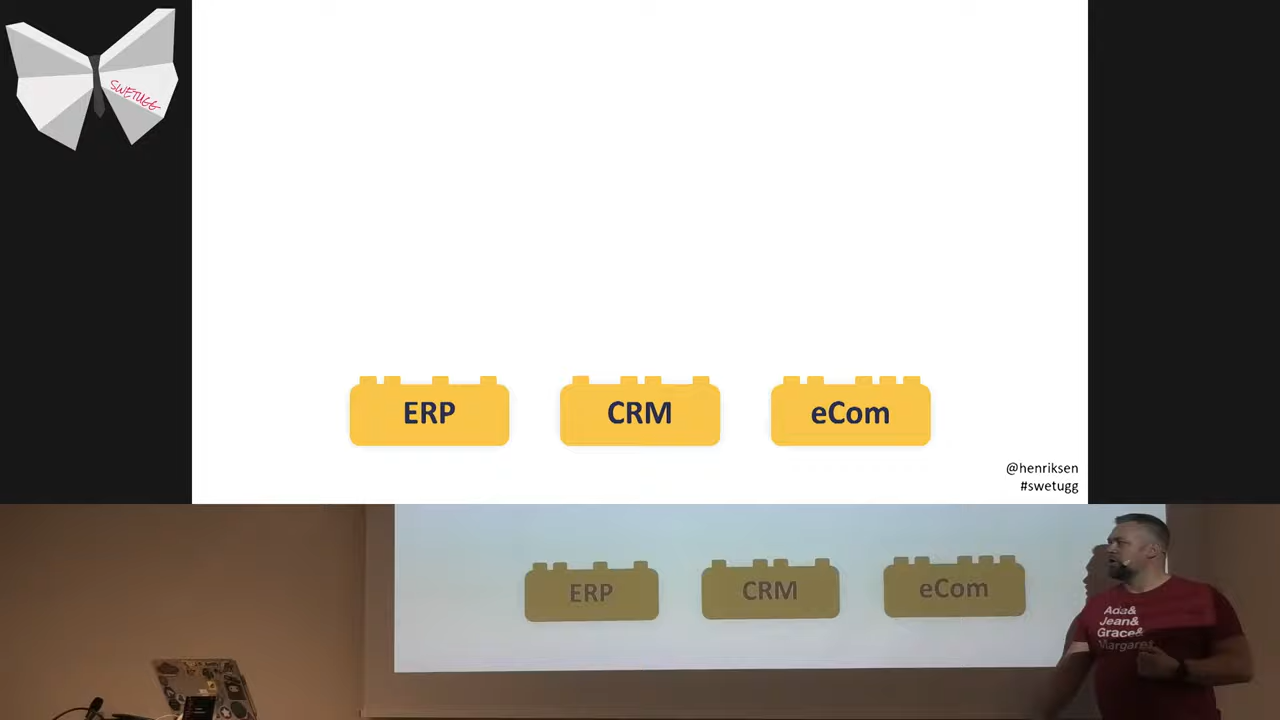 SWETUGG
ERP
CRM
eCom
@henriksen
#swetugg
ERP
CRM
eCom
Ada&
Jean&
Grace&
Margaret